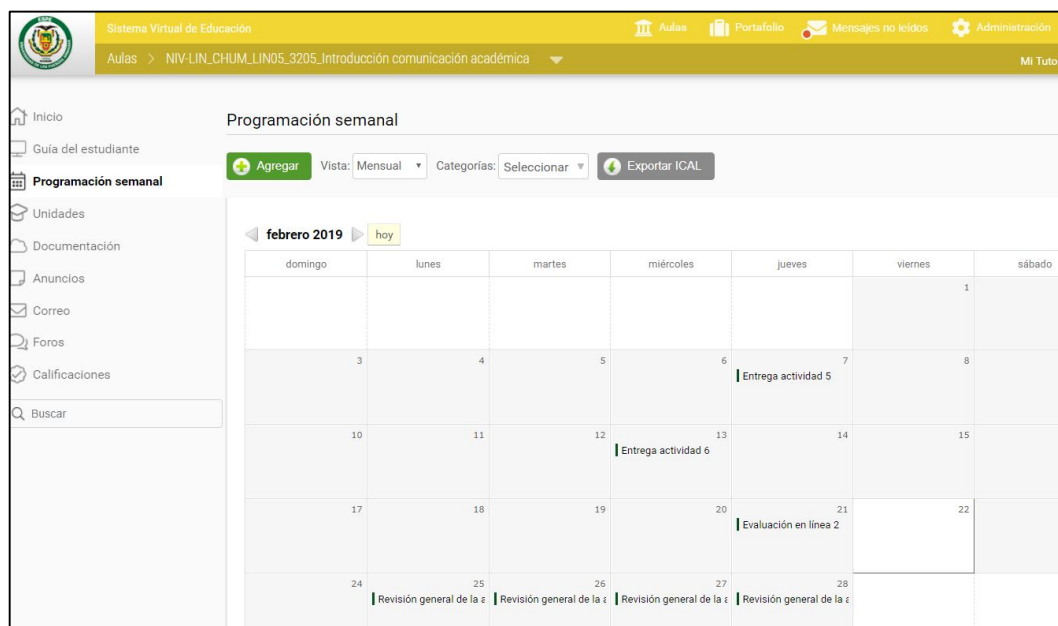 Sistema Virtual de Educación
Aulas Portafolio Mensajes no leídos Administración
Aulas > NIV-LIN_CHUM_LIN05_3205_Introducción comunicación académica
Mi Tuto
Inicio
Guía del estudiante
Programación semanal
Unidades
Documentación
Anuncios
Correo
Foros
Calificaciones
Buscar
Programación semanal
Agregar Vista: Mensual Categorías: Seleccionar Exportar ICAL
febrero 2019 hoy
domingo lunes martes miércoles jueves viernes sábado
1
3 4 5 6 7 8
Entrega actividad 5
10 11 12 13 14 15
Entrega actividad 6
17 18 19 20 21 22
Evaluación en línea 2
24 25 26 27 28
Revisión general de la a Revisión general de la a Revisión general de la a Revisión general de la a